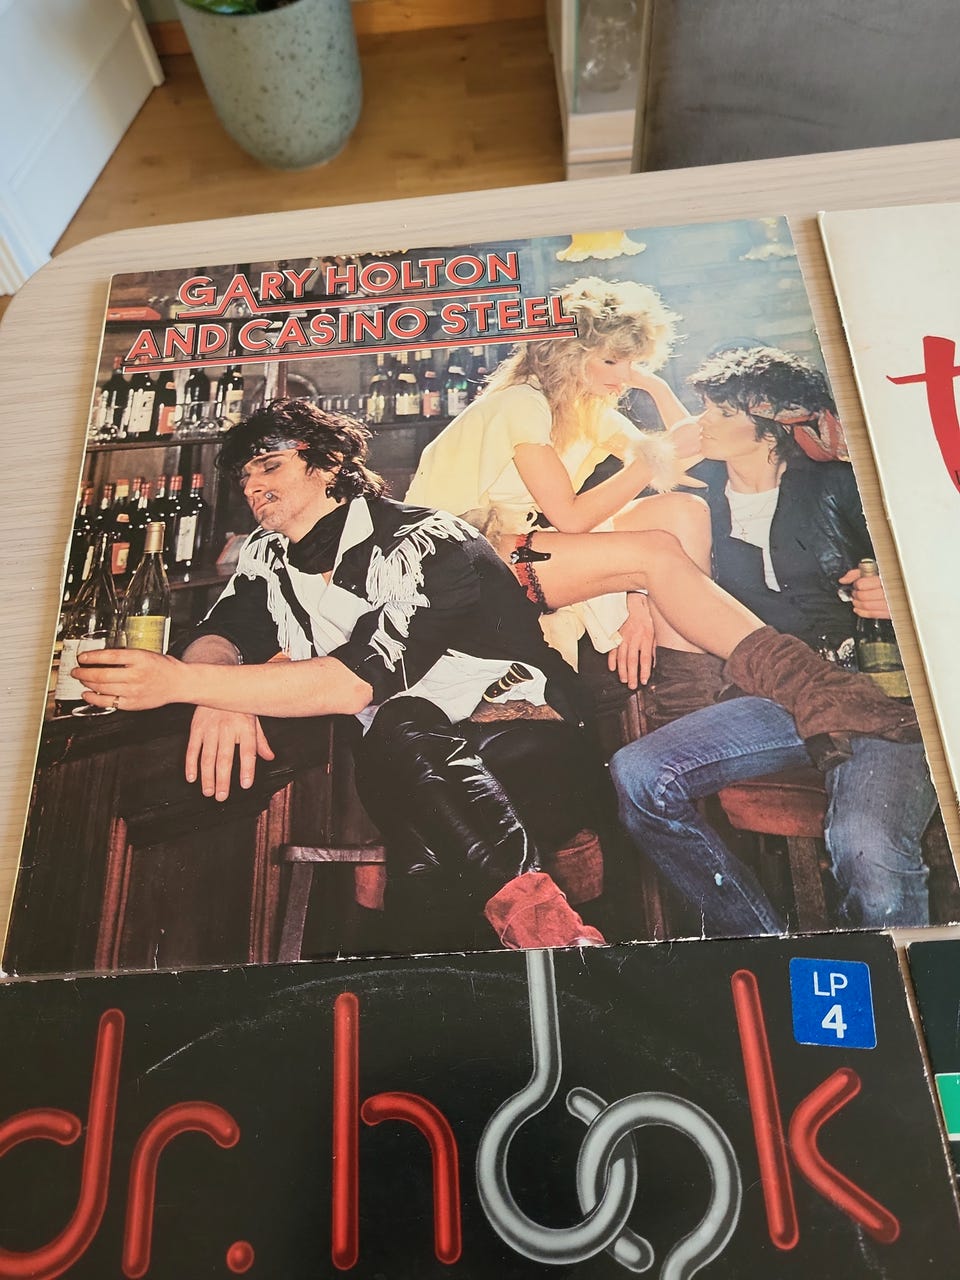 GARY HOLTON
AND CASINO STEEL
LP
4
dr. hook